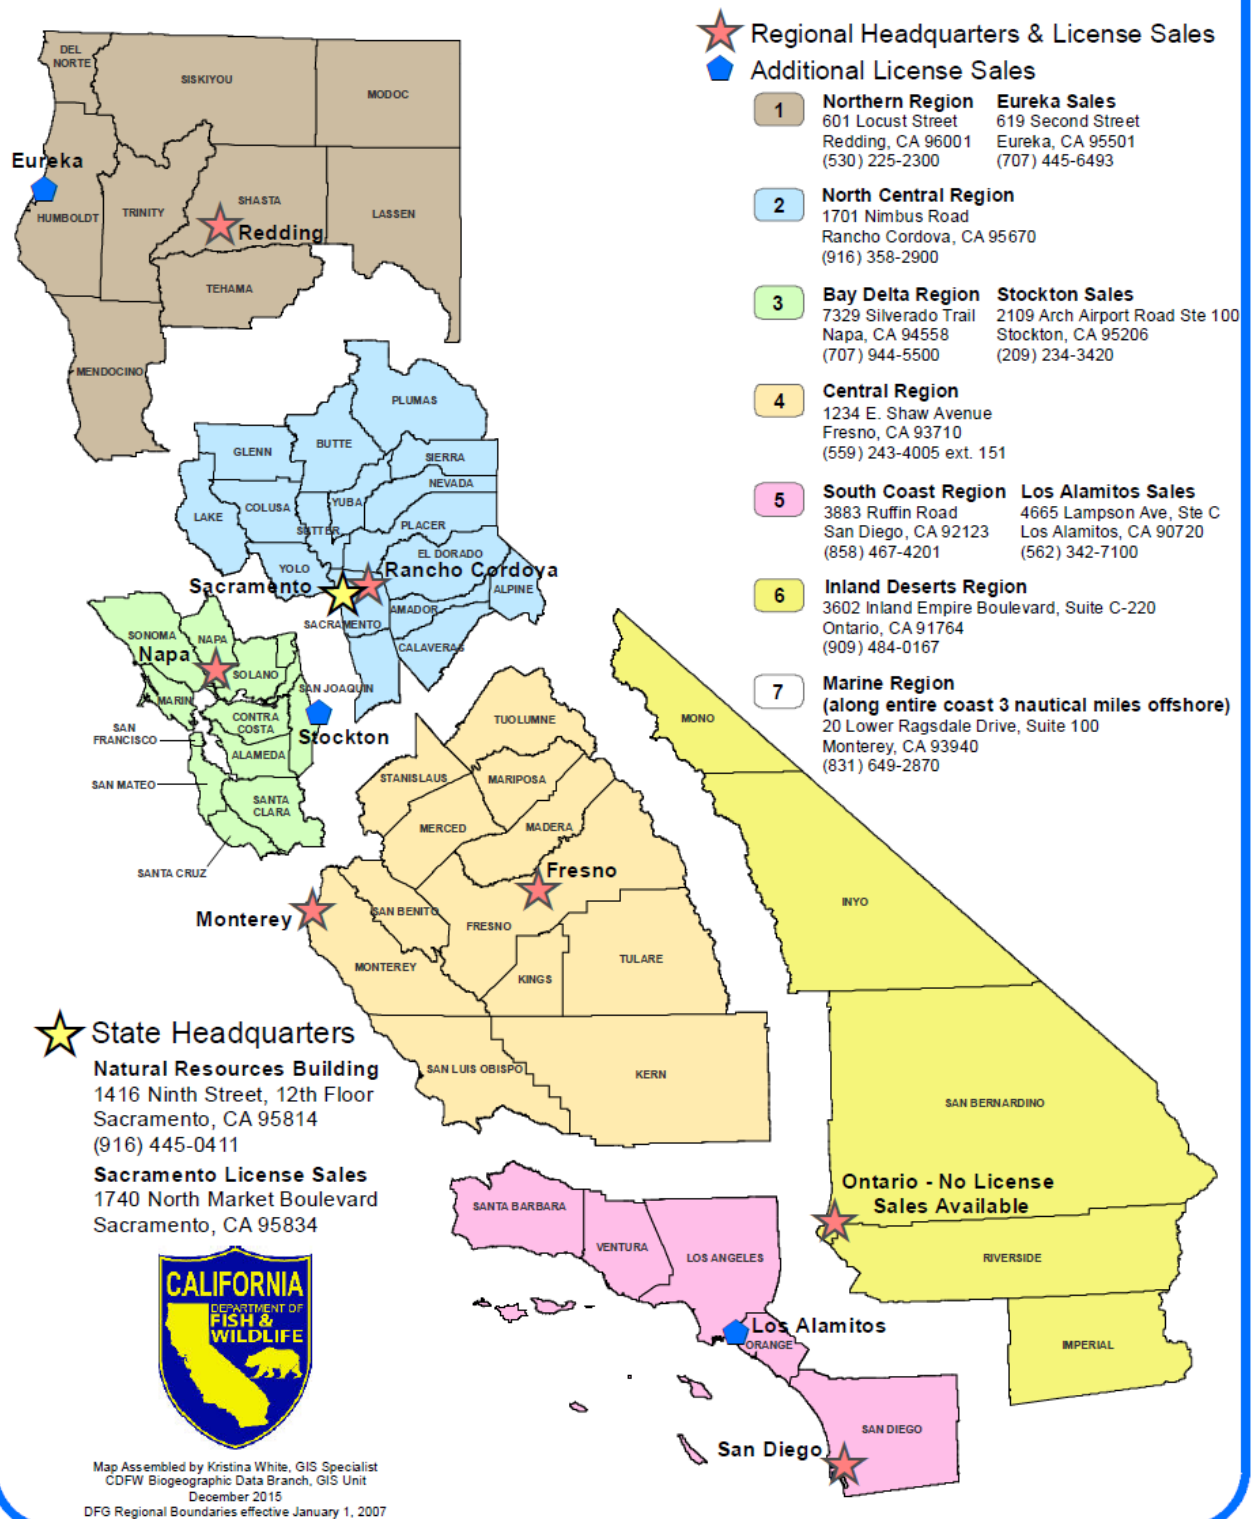 Regional Headquarters & License Sales
Additional License Sales
1
Northern Region
601 Locust Street
Redding, CA 96001
(530) 225-2300
Eureka Sales
619 Second Street
Eureka, CA 95501
(707) 445-6493
2
North Central Region
1701 Nimbus Road
Rancho Cordova, CA 95670
(916) 358-2900
3
Bay Delta Region
7329 Silverado Trail
Napa, CA 94558
(707) 944-5500
Stockton Sales
2109 Arch Airport Road Ste 100
Stockton, CA 95206
(209) 234-3420
4
Central Region
1234 E. Shaw Avenue
Fresno, CA 93710
(559) 243-4005 ext. 151
5
South Coast Region
3883 Ruffin Road
San Diego, CA 92123
(858) 467-4201
Los Alamitos Sales
4665 Lampson Ave, Ste C
Los Alamitos, CA 90720
(562) 342-7100
6
Inland Deserts Region
3602 Inland Empire Boulevard, Suite C-220
Ontario, CA 91764
(909) 484-0167
7
Marine Region
(along entire coast 3 nautical miles offshore)
20 Lower Ragsdale Drive, Suite 100
Monterey, CA 93940
(831) 649-2870
DEL
NORTE
SISKIYOU
MODOC
Eureka
HUMBOLDT
TRINITY
SHASTA
LASSEN
Redding
TEHAMA
MENDOCINO
PLUMAS
BUTTE
GLENN
SIERRA
NEVADA
YUBA
COLUSA
LAKE
SUTTER
PLACER
EL DORADO
YOLO
Rancho Cordova
Sacramento
ALPINE
AMADOR
SACRAMENTO
CALAVERAS
SONOMA
NAPA
Napa
SOLANO
SAN JOAQUIN
MARIN
CONTRA
COSTA
SAN
FRANCISCO
Stockton
ALAMEDA
SAN MATEO
SANTA
CLARA
SANTA CRUZ
TUOLUMNE
STANISLAUS
MARIPOSA
MERCED
MADERA
Fresno
Monterey
SAN BENITO
FRESNO
MONTEREY
KINGS
TULARE
SAN LUIS OBISPO
KERN
MONO
INYO
SAN BERNARDINO
Ontario - No License
Sales Available
RIVERSIDE
IMPERIAL
SANTA BARBARA
VENTURA
LOS ANGELES
Los Alamitos
ORANGE
SAN DIEGO
San Diego
State Headquarters
Natural Resources Building
1416 Ninth Street, 12th Floor
Sacramento, CA 95814
(916) 445-0411
Sacramento License Sales
1740 North Market Boulevard
Sacramento, CA 95834
CALIFORNIA
DEPARTMENT OF
FISH &
WILDLIFE
Map Assembled by Kristina White, GIS Specialist
CDFW Biogeographic Data Branch, GIS Unit
December 2015
DFG Regional Boundaries effective January 1, 2007